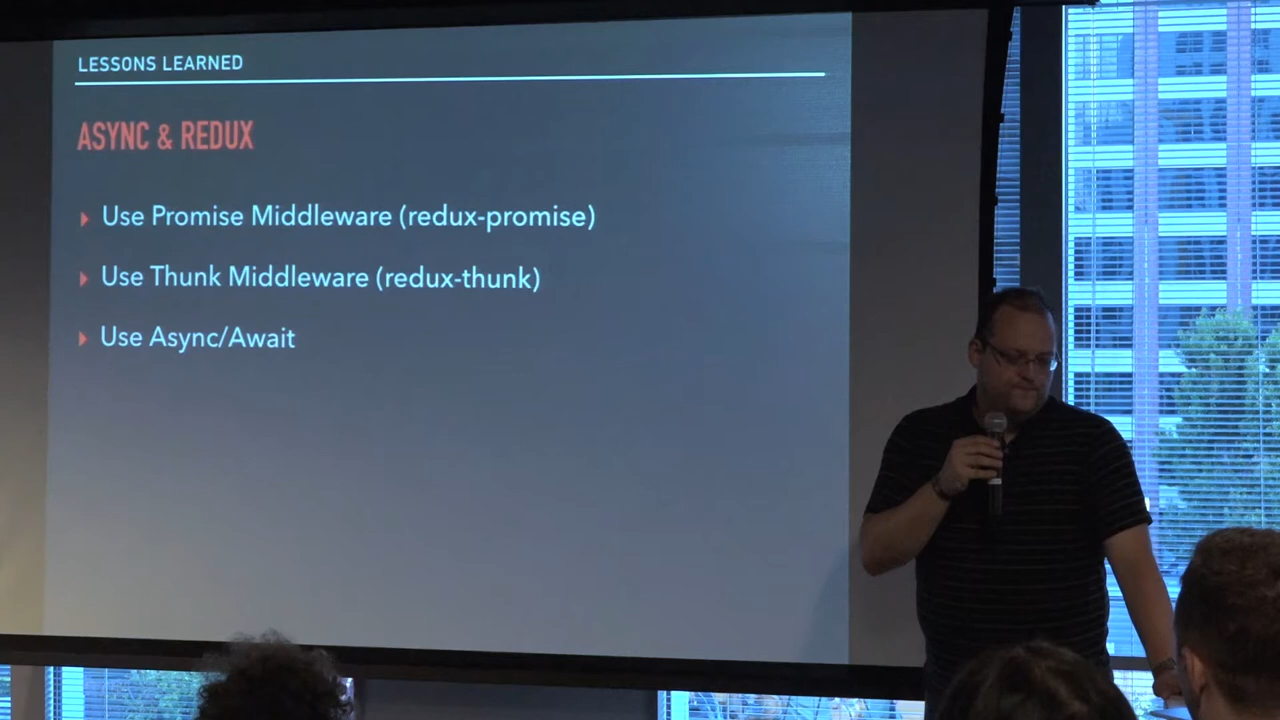 LESSONS LEARNED
ASYNC & REDUX
Use Promise Middleware (redux-promise)
Use Thunk Middleware (redux-thunk)
Use Async/Await